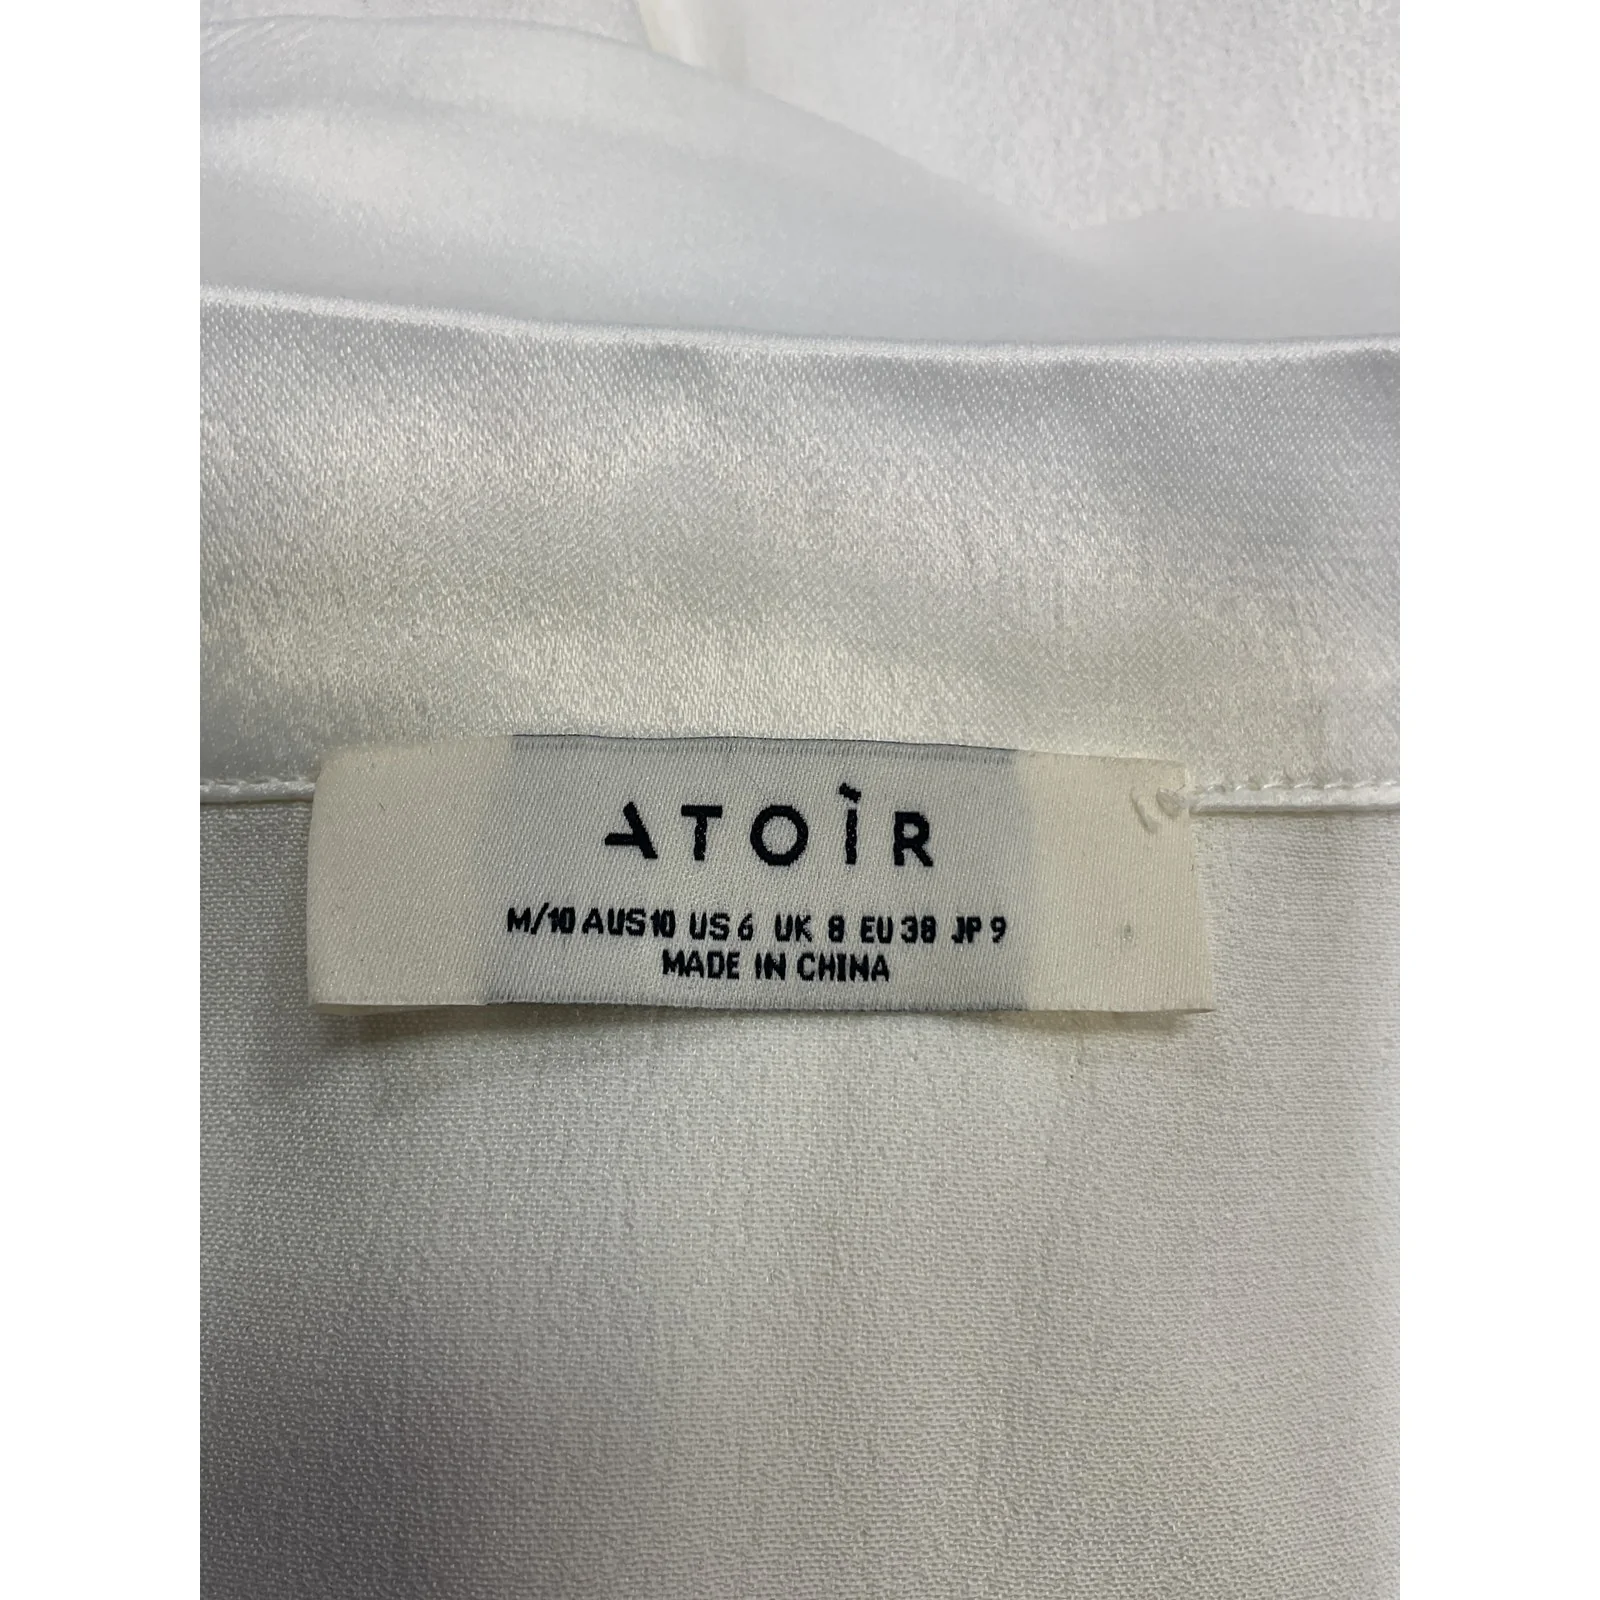 ATOÌR
M/10 AUS10 US 6 UK 8 EU 38 JP 9
MADE IN CHINA